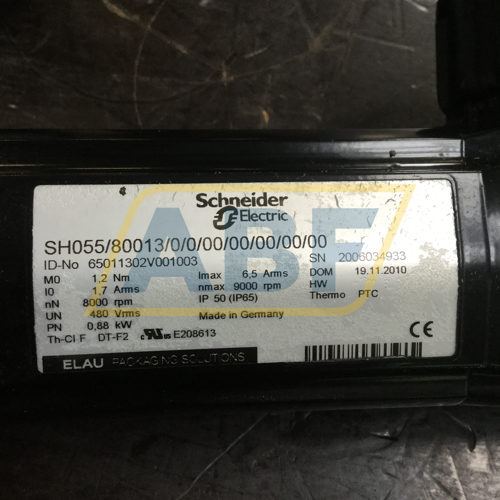 Schneider
Electric
SH055/80013/0/0/00/00/00/00/00
ID-No 65011302V001003
SN 2006034933
M0 1,2 Nm Imax 6,5 Arms DOM 19.11.2010
I0 1,7 Arms nmax 9000 rpm HW
nN 8000 rpm IP 50 (IP65) Thermo PTC
UN 480 Vrms Made in Germany
PN 0,88 kW
Th-Cl F DT-F2 c RU us E208613 CE
ELAU PACKAGING SOLUTIONS
ABF